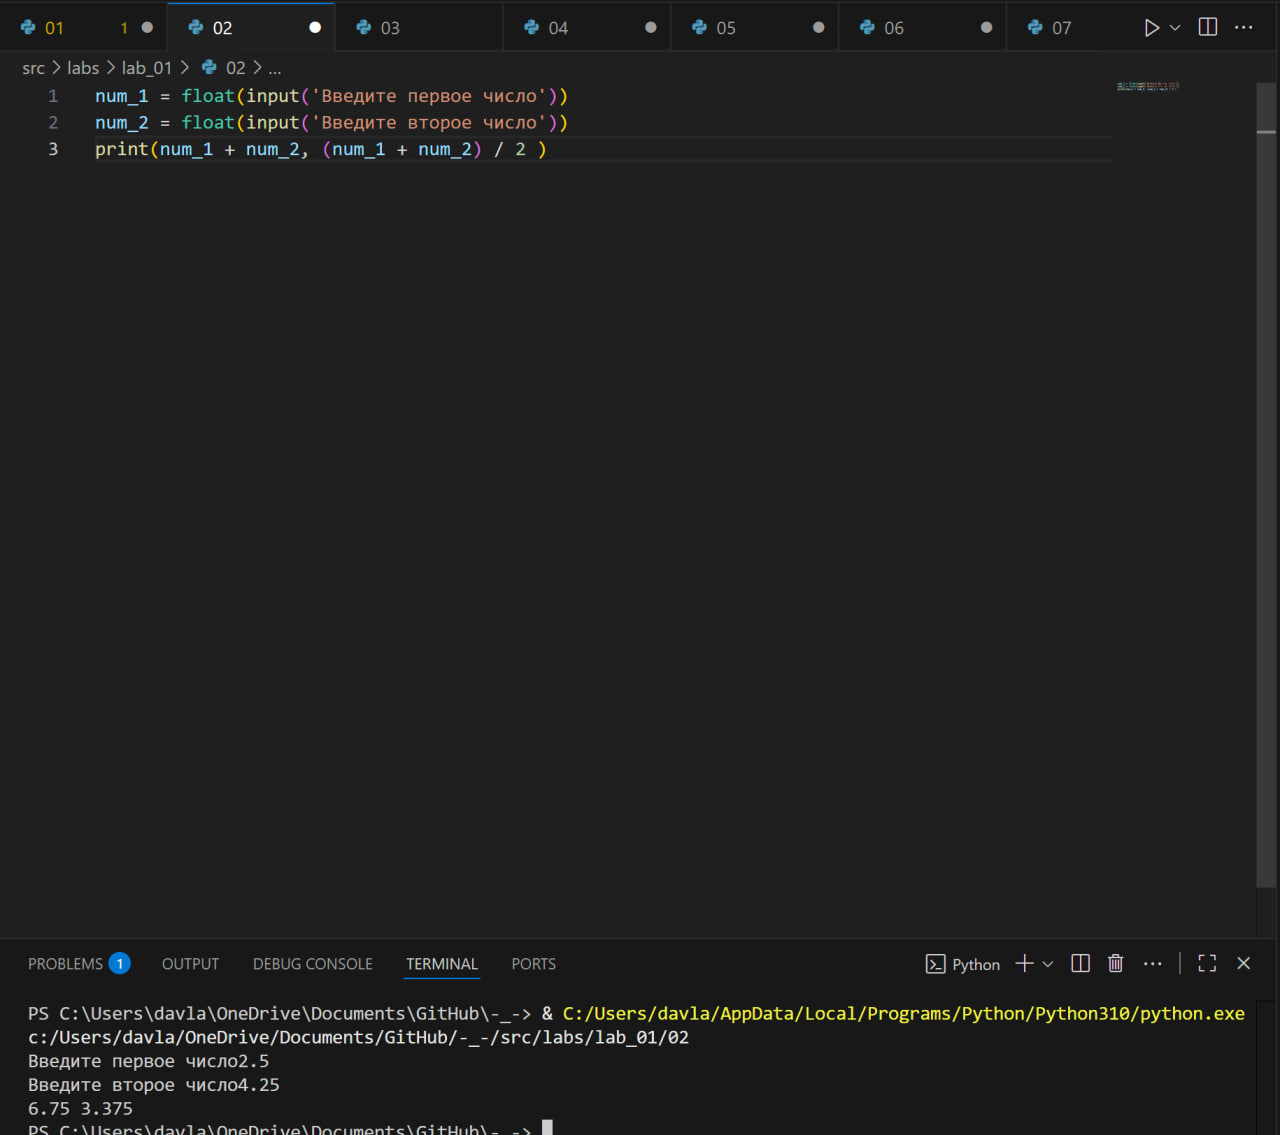 01 1 02 03 04 05 06 07
src > labs > lab_01 > 02 > ...
1 num_1 = float(input('Введите первое число'))
2 num_2 = float(input('Введите второе число'))
3 print(num_1 + num_2, (num_1 + num_2) / 2 )
PROBLEMS 1 OUTPUT DEBUG CONSOLE TERMINAL PORTS Python
PS C:\Users\davla\OneDrive\Documents\GitHub\-_-> & C:/Users/davla/AppData/Local/Programs/Python/Python310/python.exe
c:/Users/davla/OneDrive/Documents/GitHub/-_-/src/labs/lab_01/02
Введите первое число2.5
Введите второе число4.25
6.75 3.375
PS C:\Users\davla\OneDrive\Documents\GitHub\-_->